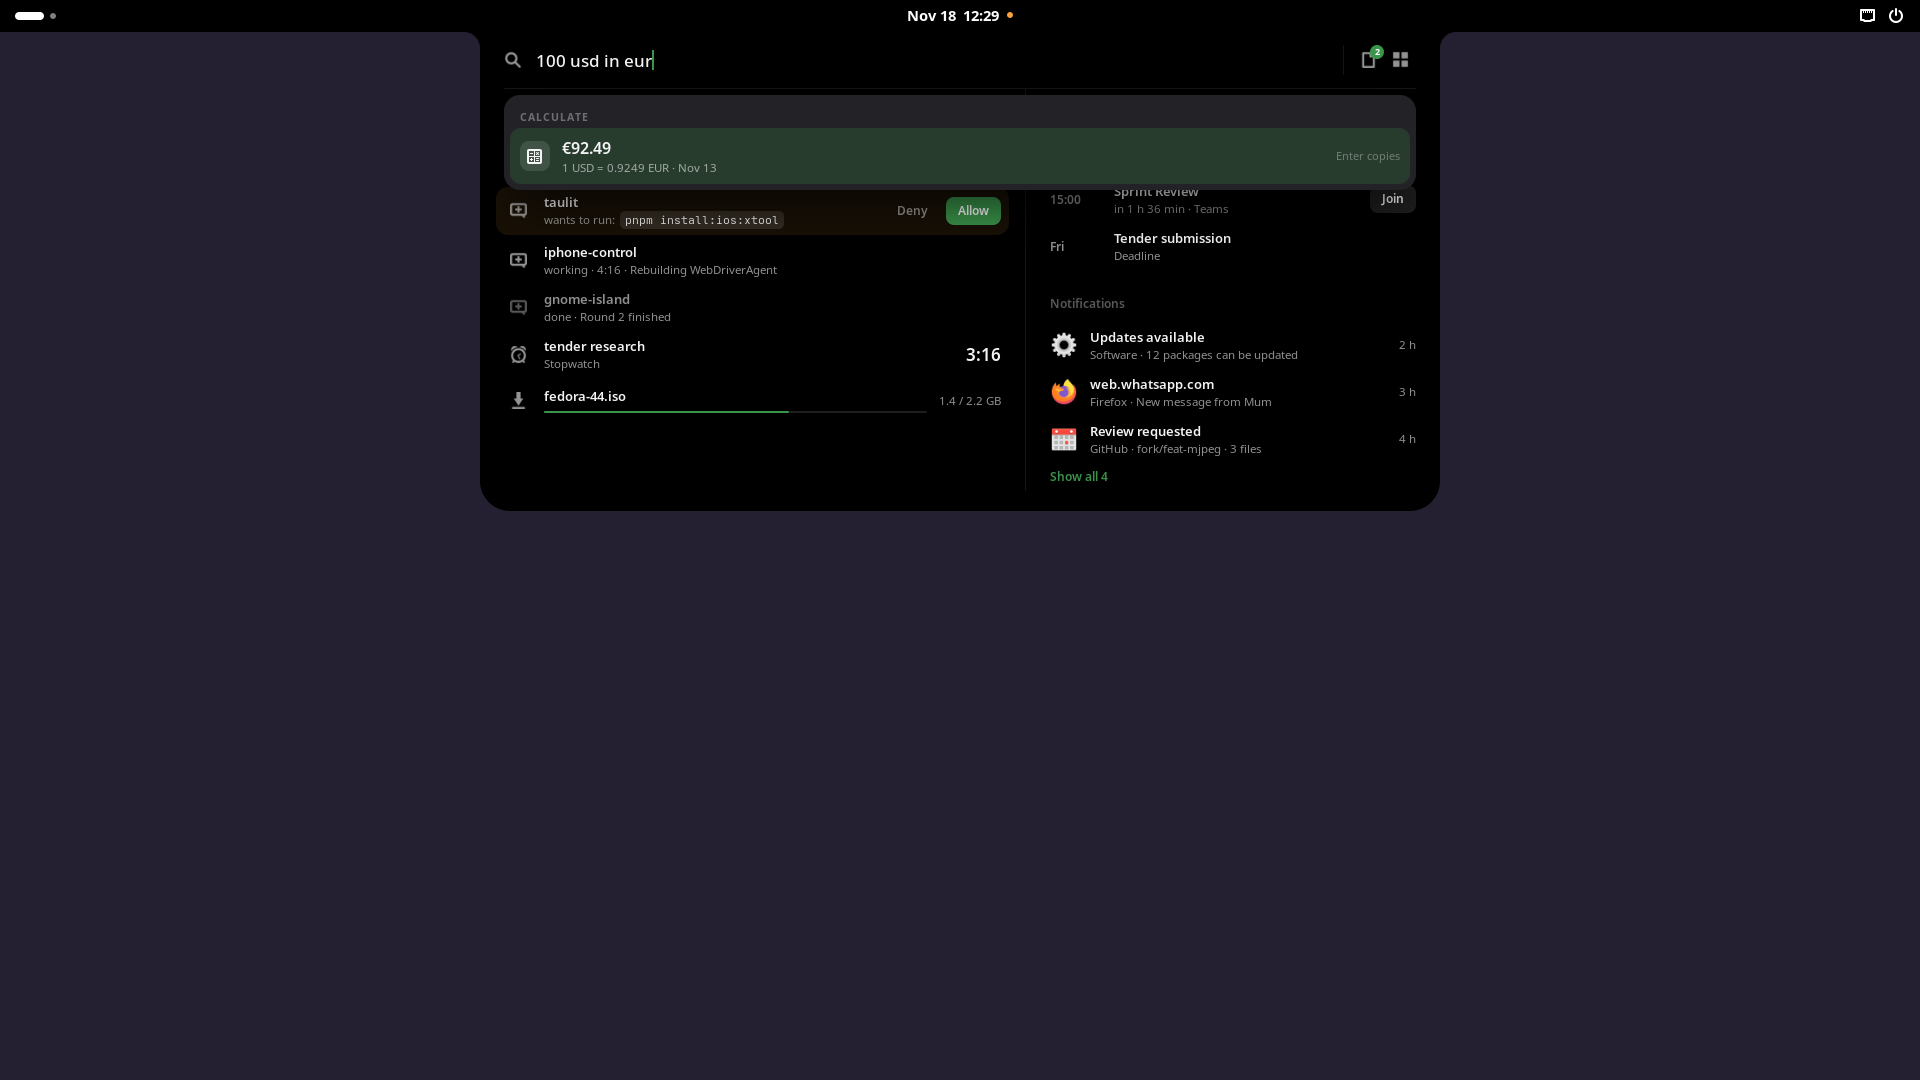 Nov 18 12:29
100 usd in eur
2
CALCULATE
€92.49
1 USD = 0.9249 EUR · Nov 13
Enter copies
taulit
wants to run: pnpm install:ios:xtool
Deny
Allow
iphone-control
working · 4:16 · Rebuilding WebDriverAgent
gnome-island
done · Round 2 finished
tender research
Stopwatch
3:16
fedora-44.iso
1.4 / 2.2 GB
15:00
Sprint Review
in 1 h 36 min · Teams
Join
Fri
Tender submission
Deadline
Notifications
Updates available
Software · 12 packages can be updated
2 h
web.whatsapp.com
Firefox · New message from Mum
3 h
Review requested
GitHub · fork/feat-mjpeg · 3 files
4 h
Show all 4